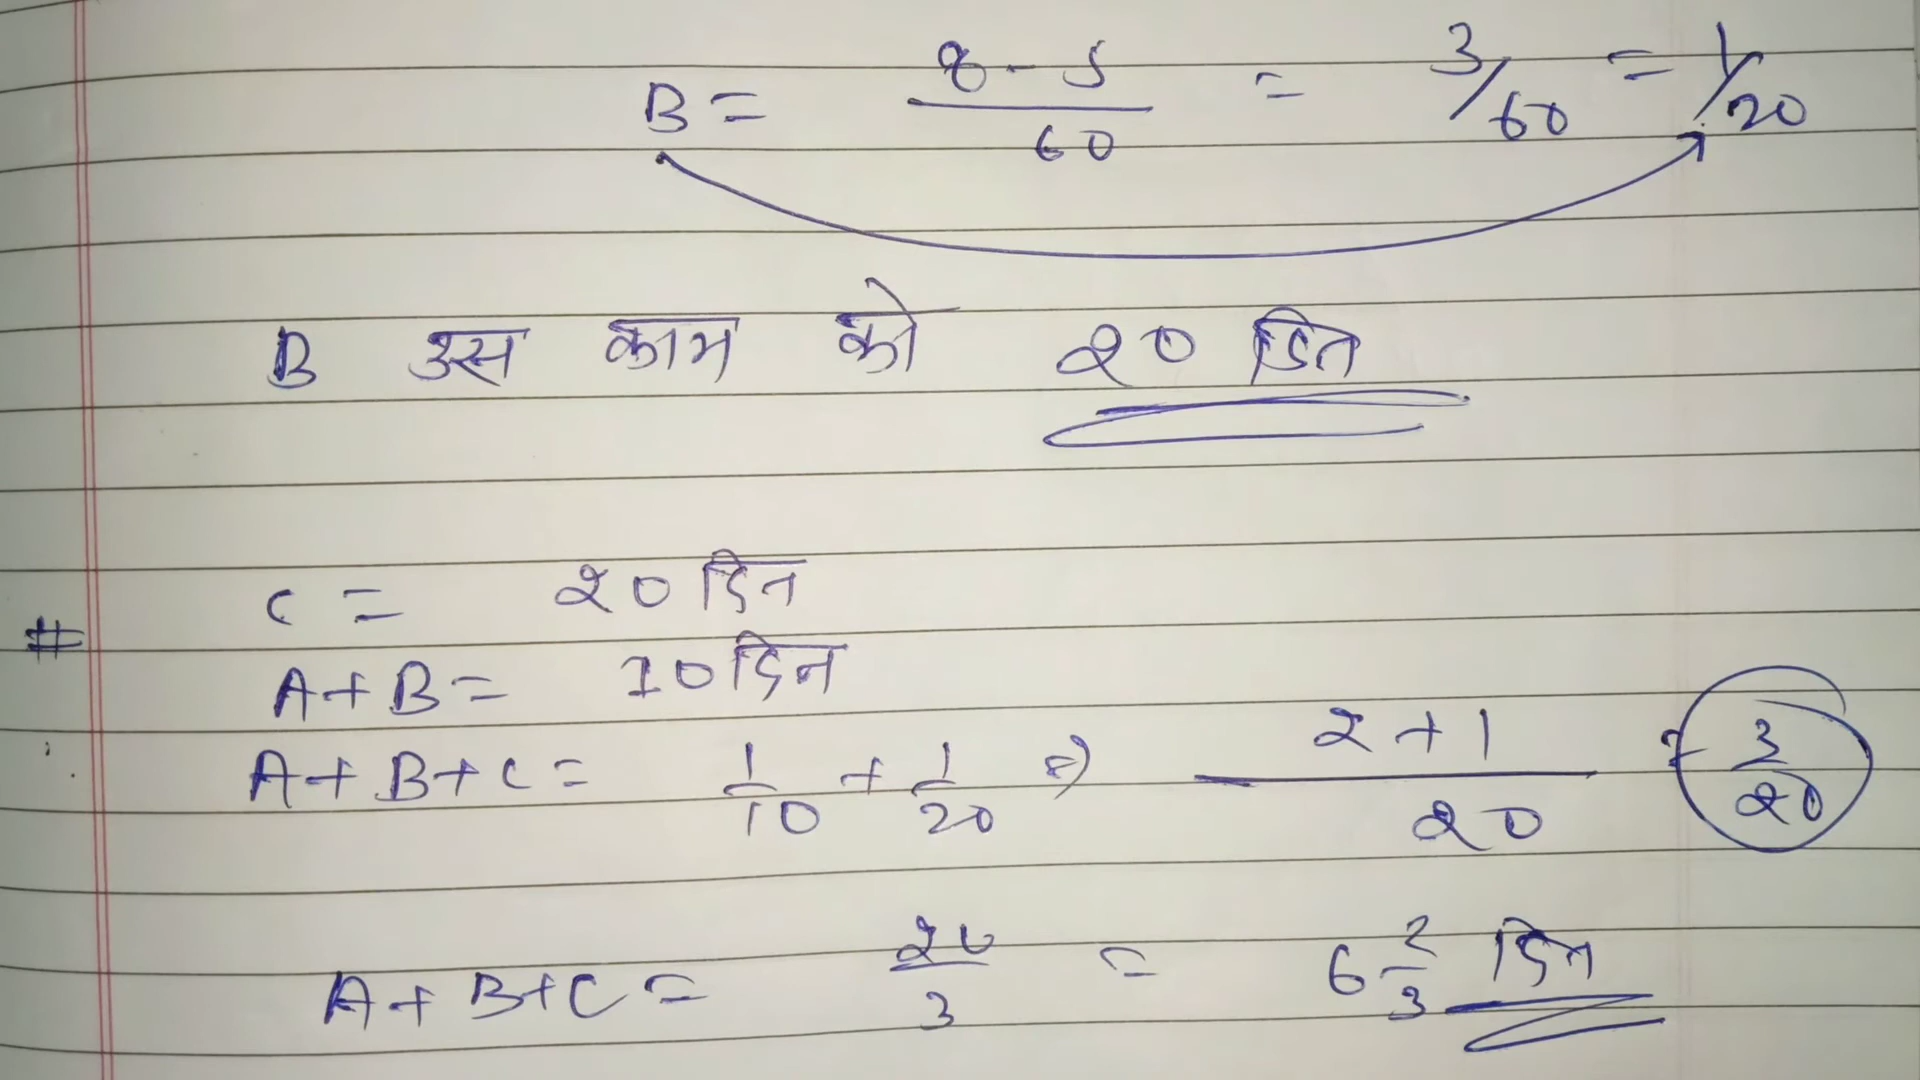 B = 8 - 5 / 60 = 3/60 = 1/20
B उस काम को 20 दिन
C = 20 दिन
# A + B = 10 दिन
A + B + C = 1/10 + 1/20 ⇒ 2 + 1 / 20 = 3/20
A + B + C = 20/3 = 6 2/3 दिन